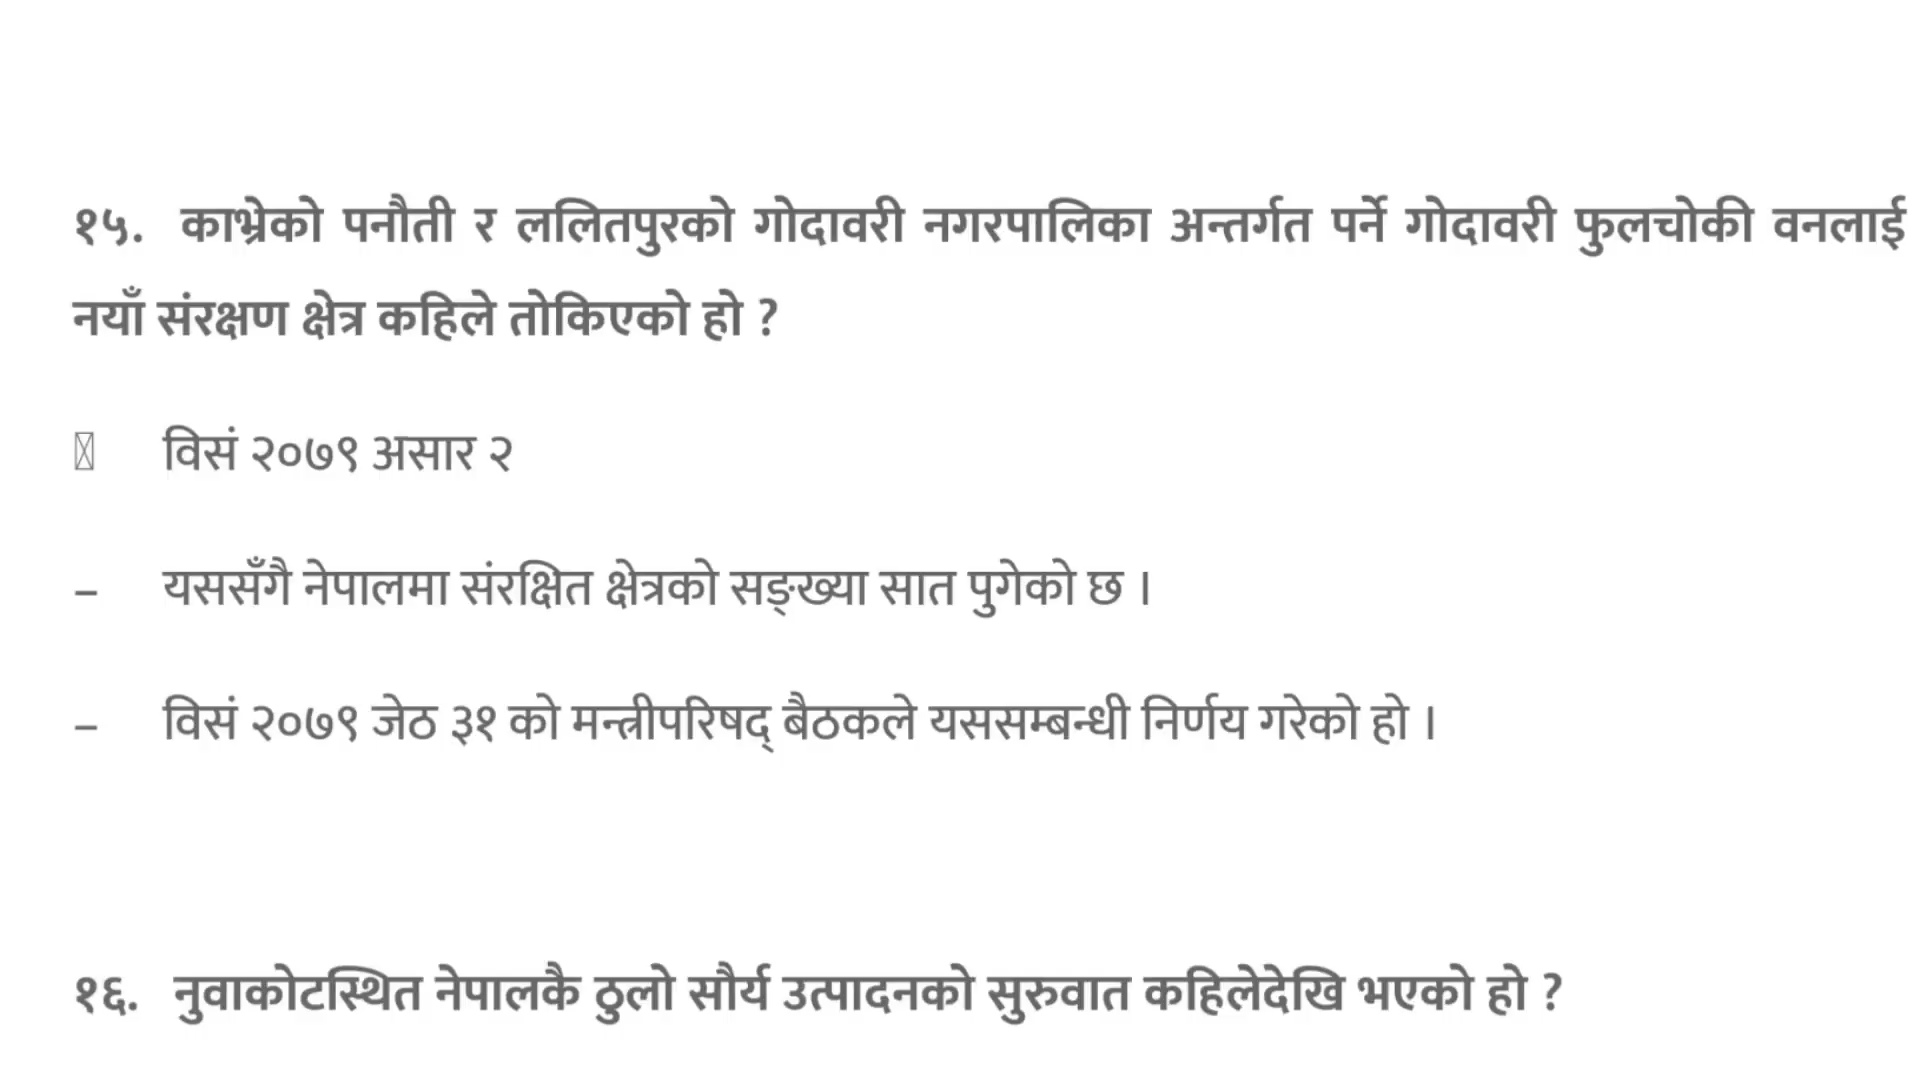 १५. काभ्रेको पनौती र ललितपुरको गोदावरी नगरपालिका अन्तर्गत पर्ने गोदावरी फुलचोकी वनलाई
नयाँ संरक्षण क्षेत्र कहिले तोकिएको हो ?
विसं २०७९ असार २
– यससँगै नेपालमा संरक्षित क्षेत्रको सङ्ख्या सात पुगेको छ ।
– विसं २०७९ जेठ ३१ को मन्त्रीपरिषद् बैठकले यससम्बन्धी निर्णय गरेको हो ।
१६. नुवाकोटस्थित नेपालकै ठुलो सौर्य उत्पादनको सुरुवात कहिलेदेखि भएको हो ?